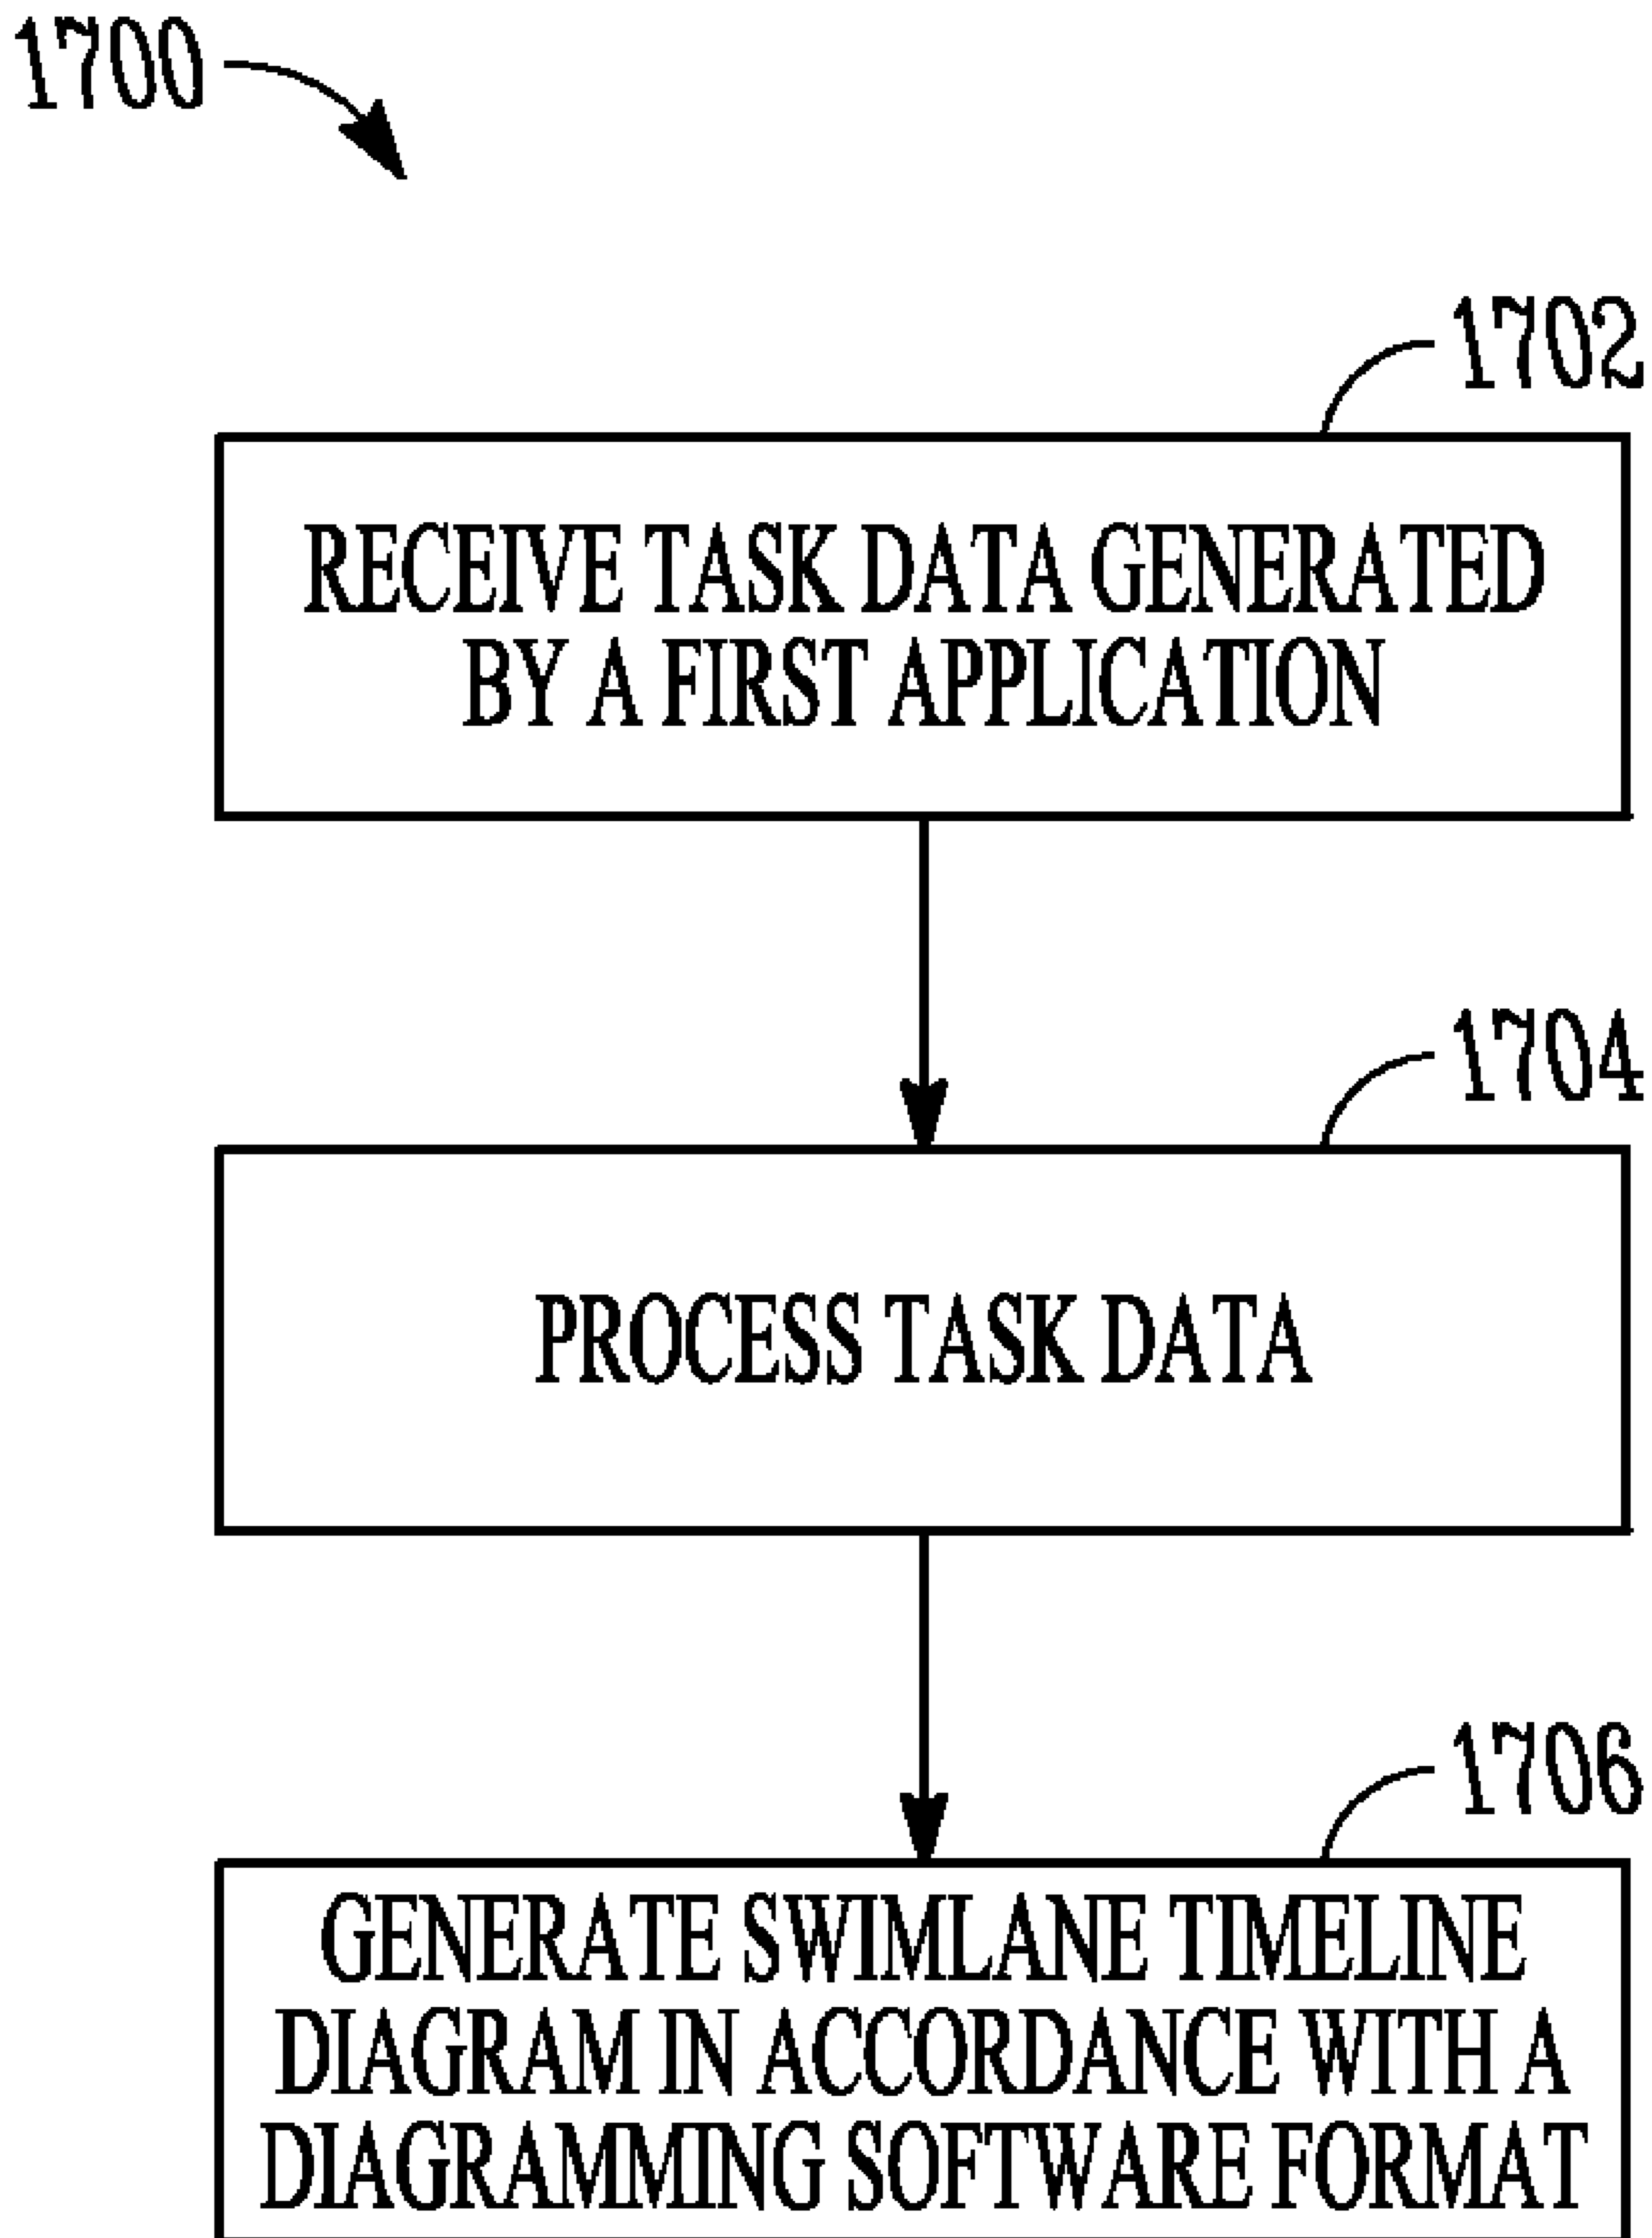 1700
1702
RECEIVE TASK DATA GENERATED
BY A FIRST APPLICATION
1704
PROCESS TASK DATA
1706
GENERATE SWIMLANE TIMELINE
DIAGRAM IN ACCORDANCE WITH A
DIAGRAMMING SOFTWARE FORMAT